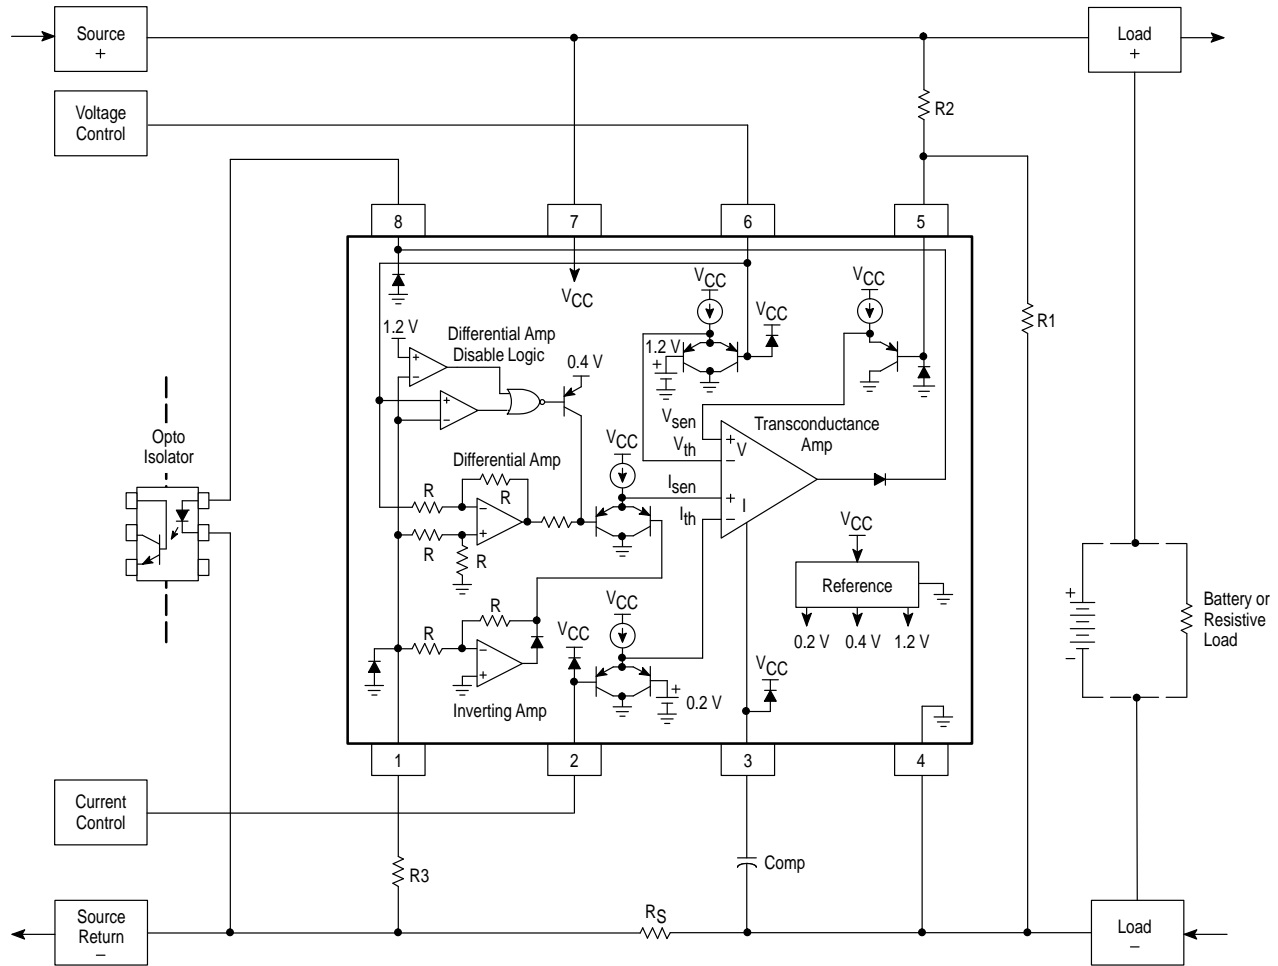 Source
+
Load
+
Voltage
Control
R2
8
7
6
5
VCC
VCC
VCC
VCC
1.2 V
Differential Amp
Disable Logic
0.4 V
1.2 V
+
R1
+
−
+
−
Opto
Isolator
Vsen
Vth
Isen
Ith
+
V
−
+
I
−
Transconductance
Amp
VCC
Differential Amp
R
R
−
+
R
R
VCC
Reference
0.2 V
0.4 V
1.2 V
+
−
Battery or
Resistive
Load
R
R
−
+
Inverting Amp
VCC
VCC
+
0.2 V
VCC
1
2
3
4
Current
Control
R3
Comp
Source
Return
−
RS
Load
−